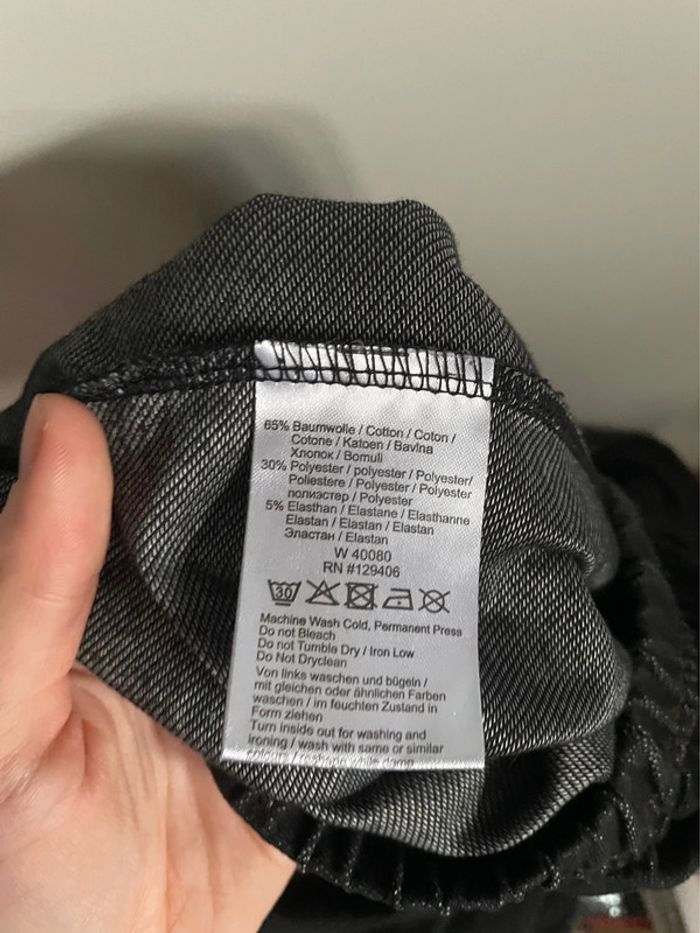 65% Baumwolle / Cotton / Coton /
Cotone / Katoen / Bavlna
Хлопок / Bomuli
30% Polyester / polyester / Polyester/
Poliestere / Polyester / Polyester
полиэстер / Polyester
5% Elasthan / Elastane / Elasthanne
Elastan / Elastan / Elastan
Эластан / Elastan
W 40080
RN #129406
30
Machine Wash Cold, Permanent Press
Do not Bleach
Do not Tumble Dry / Iron Low
Do Not Dryclean
Von links waschen und bügeln /
mit gleichen oder ähnlichen Farben
waschen / im feuchten Zustand in
Form ziehen
Turn inside out for washing and
ironing / wash with same or similar
colours / reshape while damp